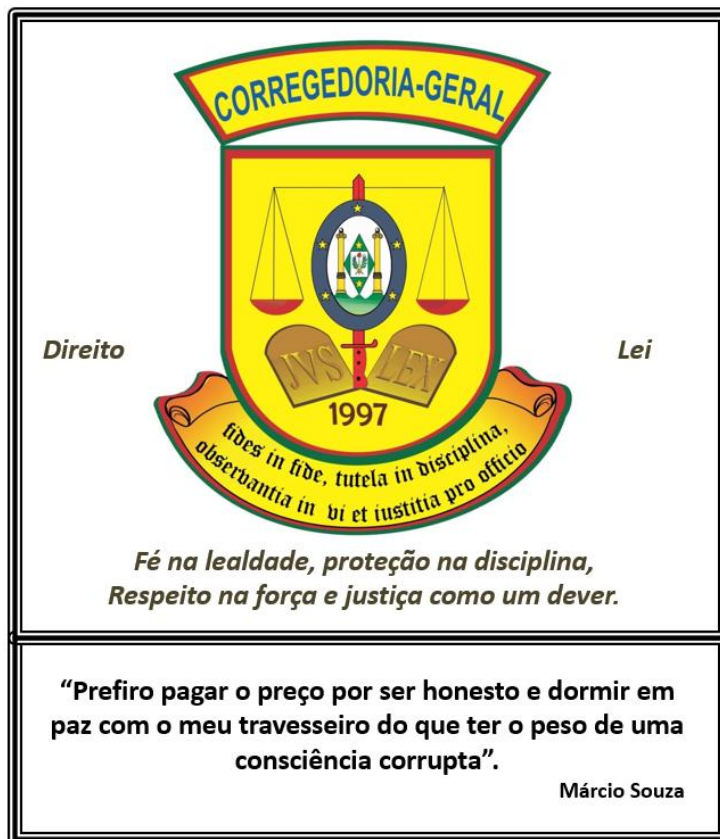 CORREGEDORIA-GERAL
Direito
Lei
JVS LEX
1997
fides in fide, tutela in disciplina,
observantia in vi et iustitia pro officio
Fé na lealdade, proteção na disciplina,
Respeito na força e justiça como um dever.
“Prefiro pagar o preço por ser honesto e dormir em
paz com o meu travesseiro do que ter o peso de uma
consciência corrupta”.
Márcio Souza